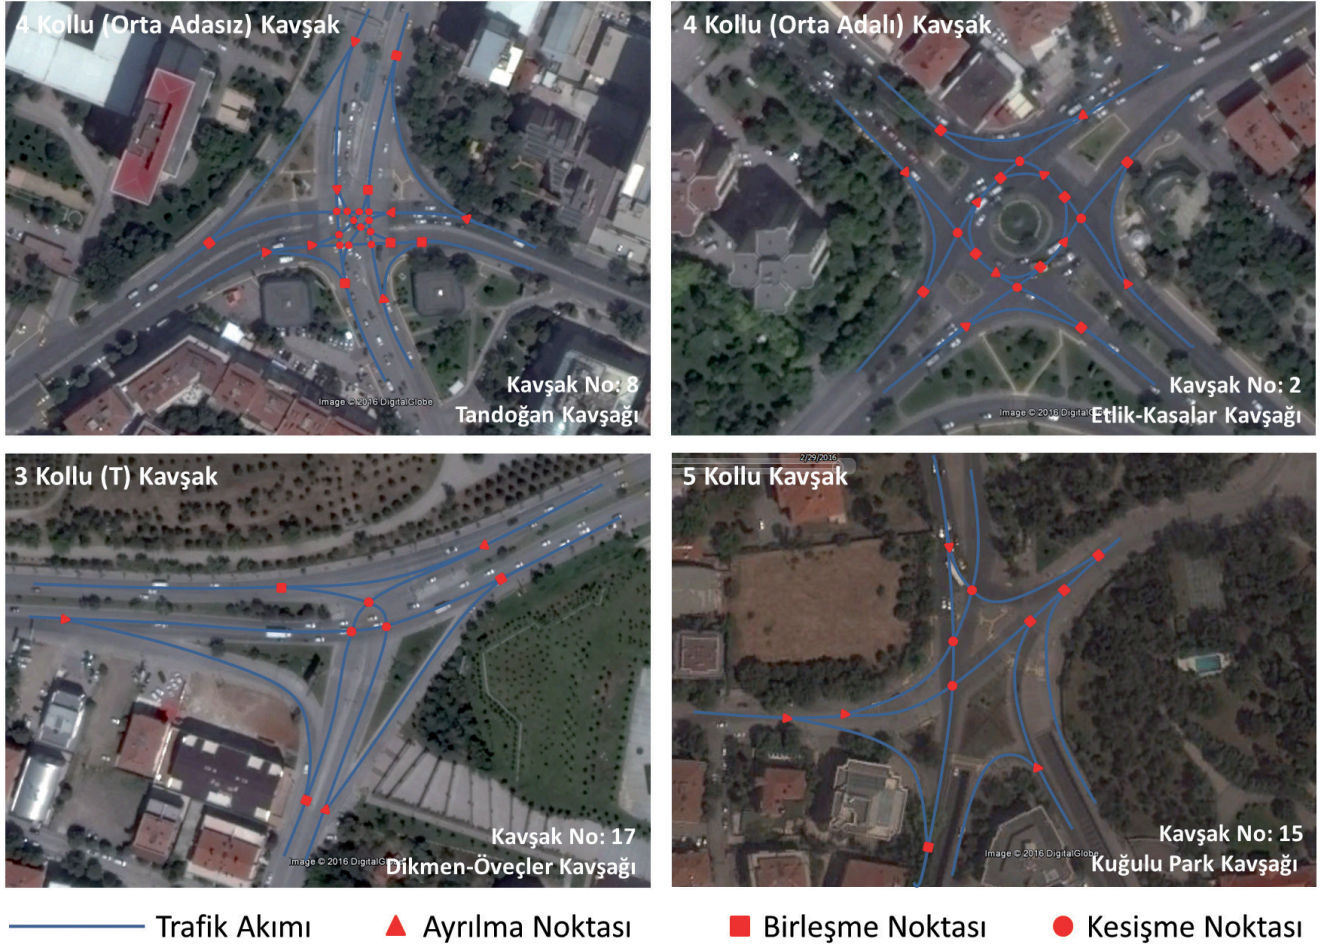 4 Kollu (Orta Adasız) Kavşak
Image © 2016 DigitalGlobe
Kavşak No: 8
Tandoğan Kavşağı
4 Kollu (Orta Adalı) Kavşak
Image © 2016 DigitalGlobe
Kavşak No: 2
Etlik-Kasalar Kavşağı
3 Kollu (T) Kavşak
Kavşak No: 17
Image © 2016 DigitalGlobe
Dikmen-Öveçler Kavşağı
2/29/2016
5 Kollu Kavşak
Kavşak No: 15
Image © 2016 DigitalGlobe
Kuğulu Park Kavşağı
Trafik Akımı
Ayrılma Noktası
Birleşme Noktası
Kesişme Noktası